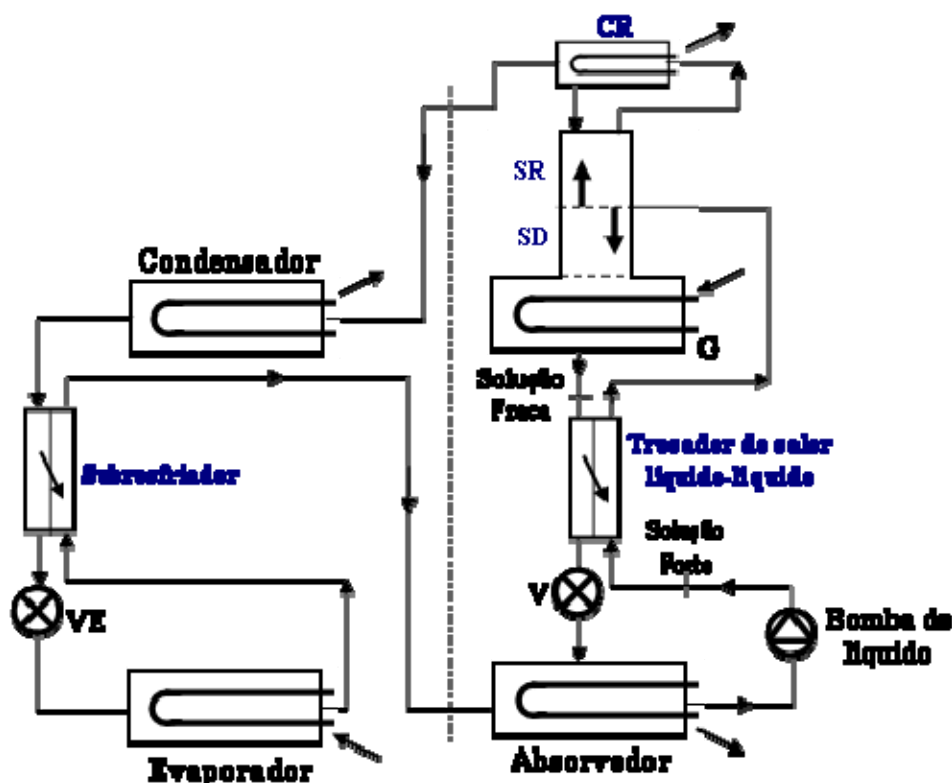 CR
SR
SD
Condensador
G
Solução
Fraca
Trocador de calor
líquido-líquido
Subresfriador
Solução
Forte
V
VE
Bomba de
líquido
Evaporador
Absorvedor